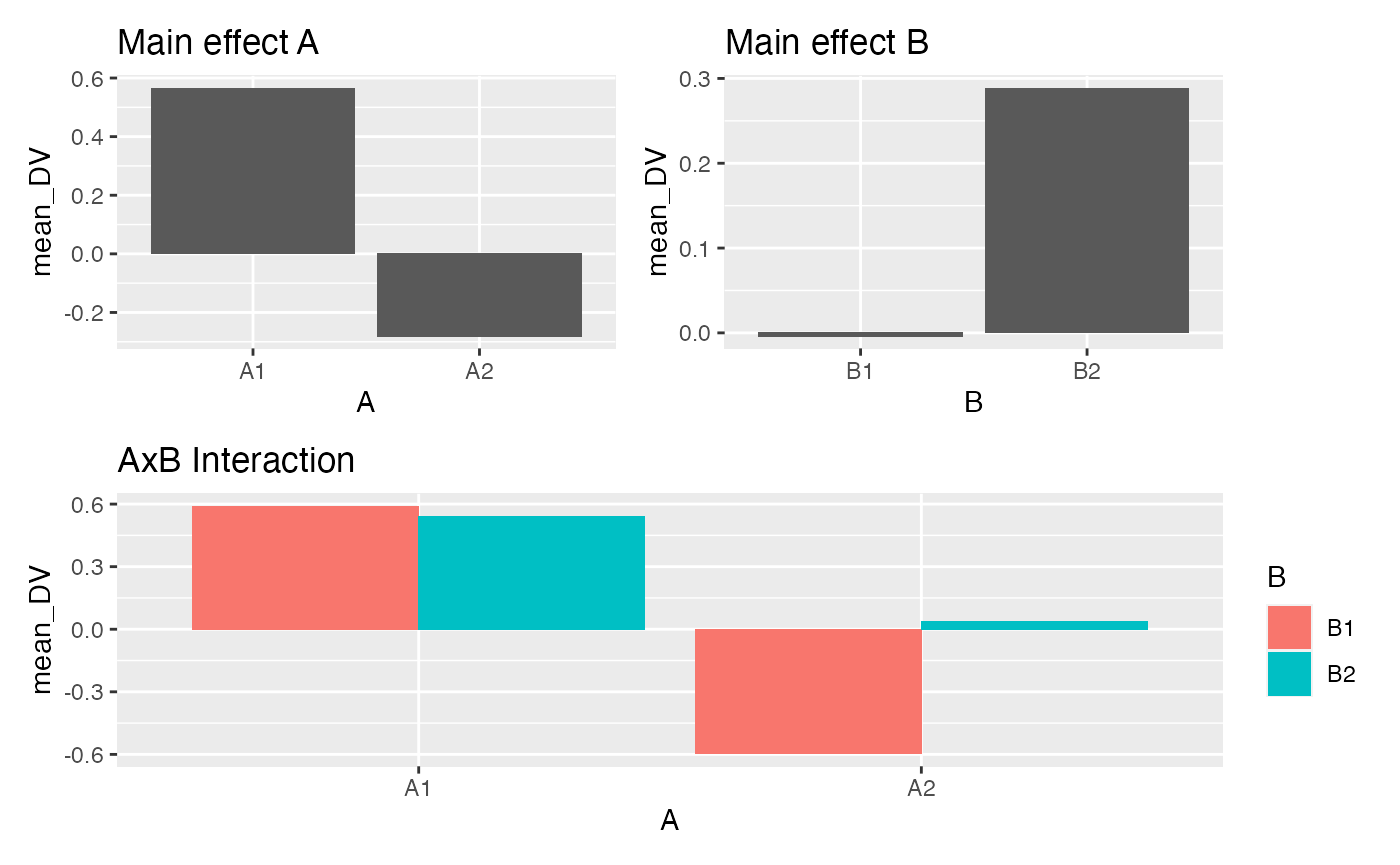 Main effect A
mean_DV
0.6
0.4
0.2
0.0
-0.2
A1 A2
A
Main effect B
mean_DV
0.3
0.2
0.1
0.0
B1 B2
B
AxB Interaction
mean_DV
0.6
0.3
0.0
-0.3
-0.6
A1 A2
A
B
B1
B2